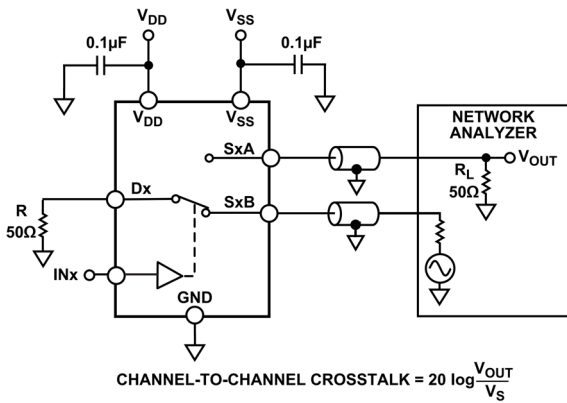 VDD
VSS
0.1µF
0.1µF
VDD
VSS
NETWORK
ANALYZER
SxA
VOUT
RL
50Ω
Dx
SxB
R
50Ω
INx
GND
CHANNEL-TO-CHANNEL CROSSTALK = 20 log VOUT/VS